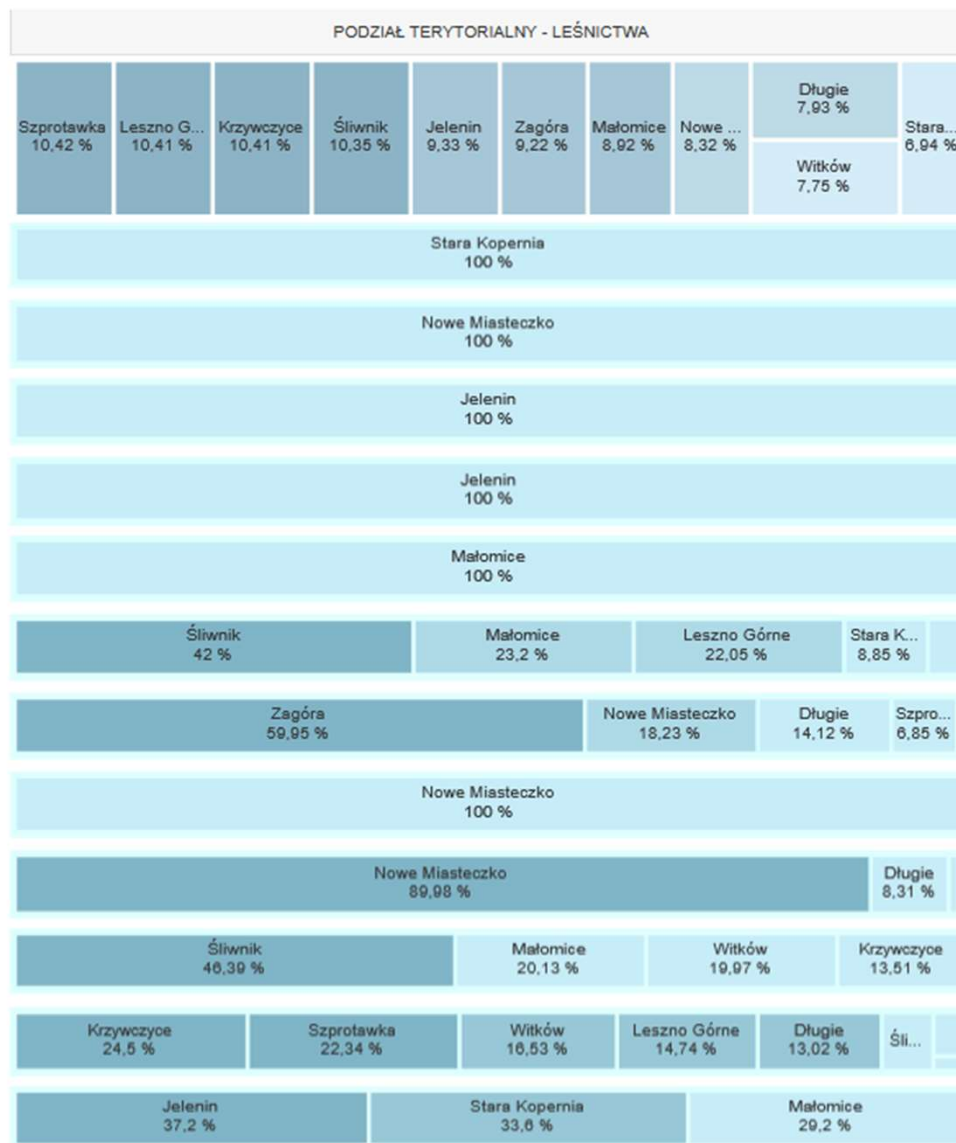 PODZIAŁ TERYTORIALNY - LEŚNICTWA
Szprotawka
10,42 %
Leszno G...
10,41 %
Krzywczyce
10,41 %
Śliwnik
10,35 %
Jelenin
9,33 %
Zagóra
9,22 %
Małomice
8,92 %
Nowe ...
8,32 %
Długie
7,93 %
Witków
7,75 %
Stara...
6,94 %
Stara Kopernia
100 %
Nowe Miasteczko
100 %
Jelenin
100 %
Jelenin
100 %
Małomice
100 %
Śliwnik
42 %
Małomice
23,2 %
Leszno Górne
22,05 %
Stara K...
8,85 %
Zagóra
59,95 %
Nowe Miasteczko
18,23 %
Długie
14,12 %
Szpro...
6,85 %
Nowe Miasteczko
100 %
Nowe Miasteczko
89,98 %
Długie
8,31 %
Śliwnik
46,39 %
Małomice
20,13 %
Witków
19,97 %
Krzywczyce
13,51 %
Krzywczyce
24,5 %
Szprotawka
22,34 %
Witków
16,53 %
Leszno Górne
14,74 %
Długie
13,02 %
Śli...
Jelenin
37,2 %
Stara Kopernia
33,6 %
Małomice
29,2 %